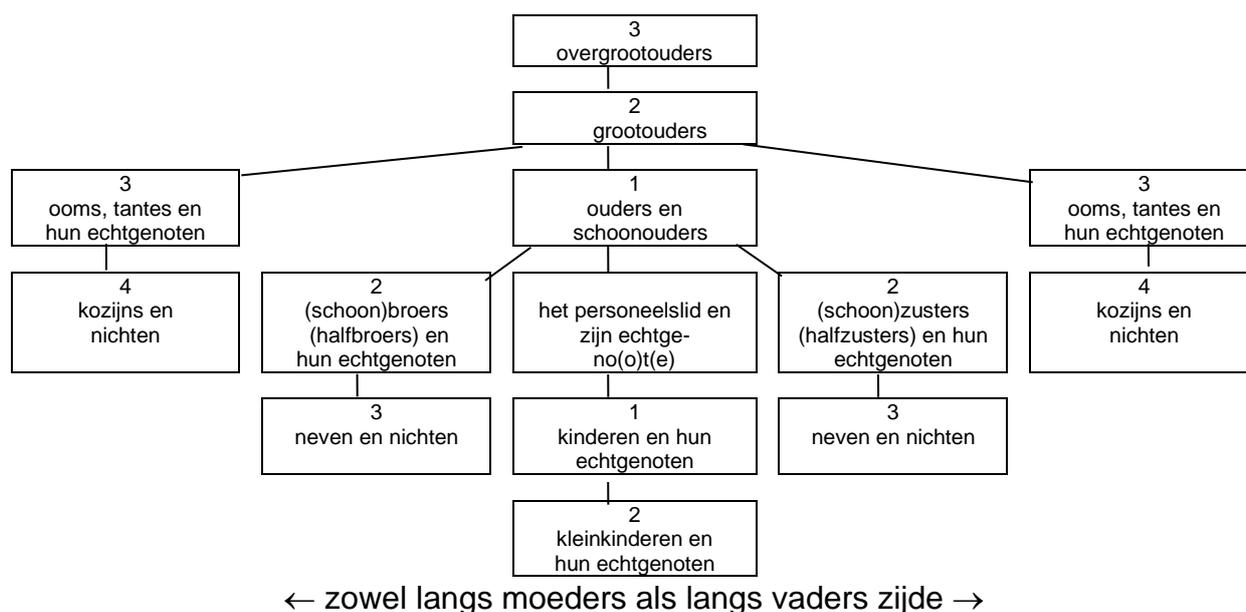 3
overgrootouders
2
grootouders
3
ooms, tantes en
hun echtgenoten
1
ouders en
schoonouders
3
ooms, tantes en
hun echtgenoten
4
kozijns en
nichten
2
(schoon)broers
(halfbroers) en
hun echtgenoten
het personeelslid en
zijn echtge-
no(o)t(e)
2
(schoon)zusters
(halfzusters) en hun
echtgenoten
4
kozijns en
nichten
3
neven en nichten
1
kinderen en hun
echtgenoten
3
neven en nichten
2
kleinkinderen en
hun echtgenoten
← zowel langs moeders als langs vaders zijde →